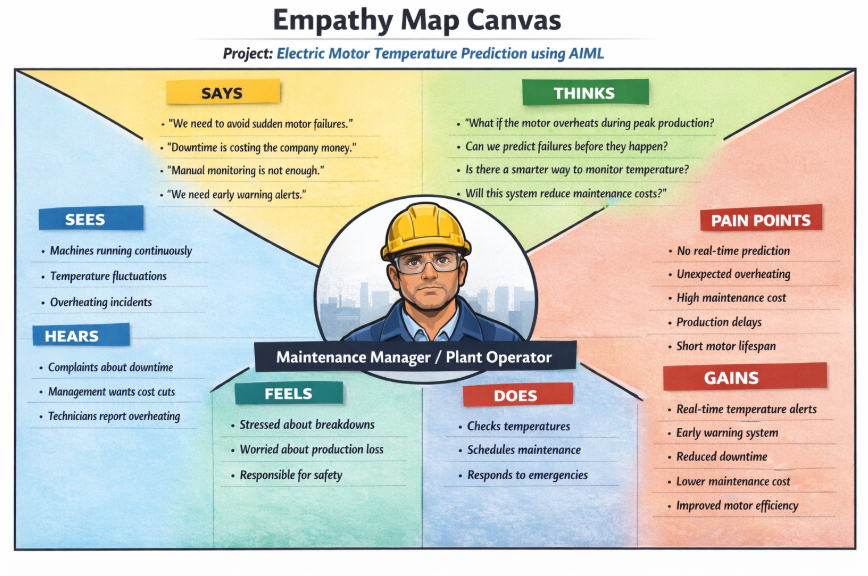 Empathy Map Canvas
Project: Electric Motor Temperature Prediction using AIML
SAYS
• "We need to avoid sudden motor failures."
• "Downtime is costing the company money."
• "Manual monitoring is not enough."
• "We need early warning alerts."
THINKS
• "What if the motor overheats during peak production?
• Can we predict failures before they happen?
• Is there a smarter way to monitor temperature?
• Will this system reduce maintenance costs?"
SEES
• Machines running continuously
• Temperature fluctuations
• Overheating incidents
HEARS
• Complaints about downtime
• Management wants cost cuts
• Technicians report overheating
Maintenance Manager / Plant Operator
FEELS
• Stressed about breakdowns
• Worried about production loss
• Responsible for safety
DOES
• Checks temperatures
• Schedules maintenance
• Responds to emergencies
PAIN POINTS
• No real-time prediction
• Unexpected overheating
• High maintenance cost
• Production delays
• Short motor lifespan
GAINS
• Real-time temperature alerts
• Early warning system
• Reduced downtime
• Lower maintenance cost
• Improved motor efficiency